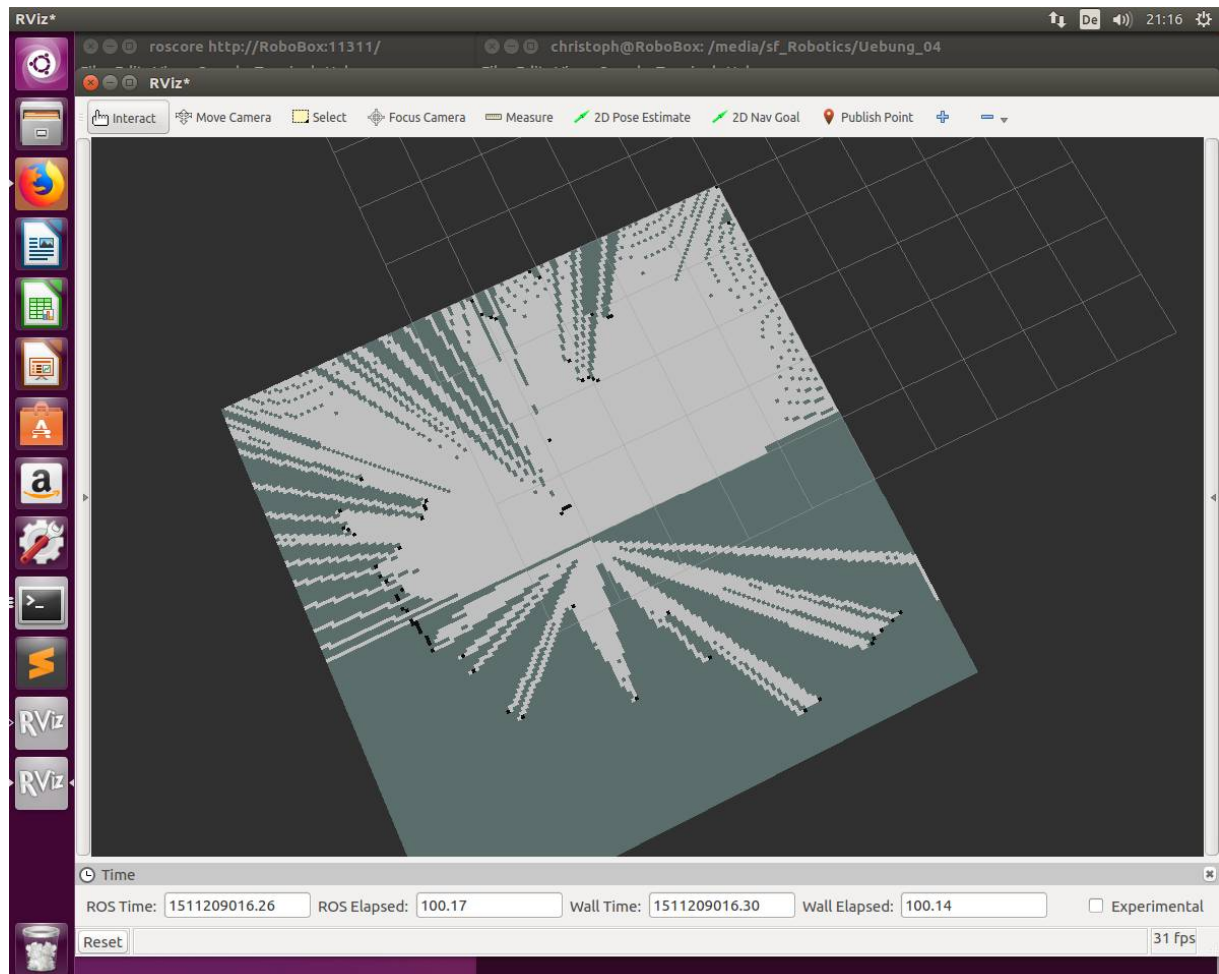 RViz*
De
21:16
roscore http://RoboBox:11311/
christoph@RoboBox: /media/sf_Robotics/Uebung_04
RViz*
Interact
Move Camera
Select
Focus Camera
Measure
2D Pose Estimate
2D Nav Goal
Publish Point
A
a
>_
RViz
RViz
Time
ROS Time: 1511209016.26
ROS Elapsed: 100.17
Wall Time: 1511209016.30
Wall Elapsed: 100.14
Experimental
Reset
31 fps